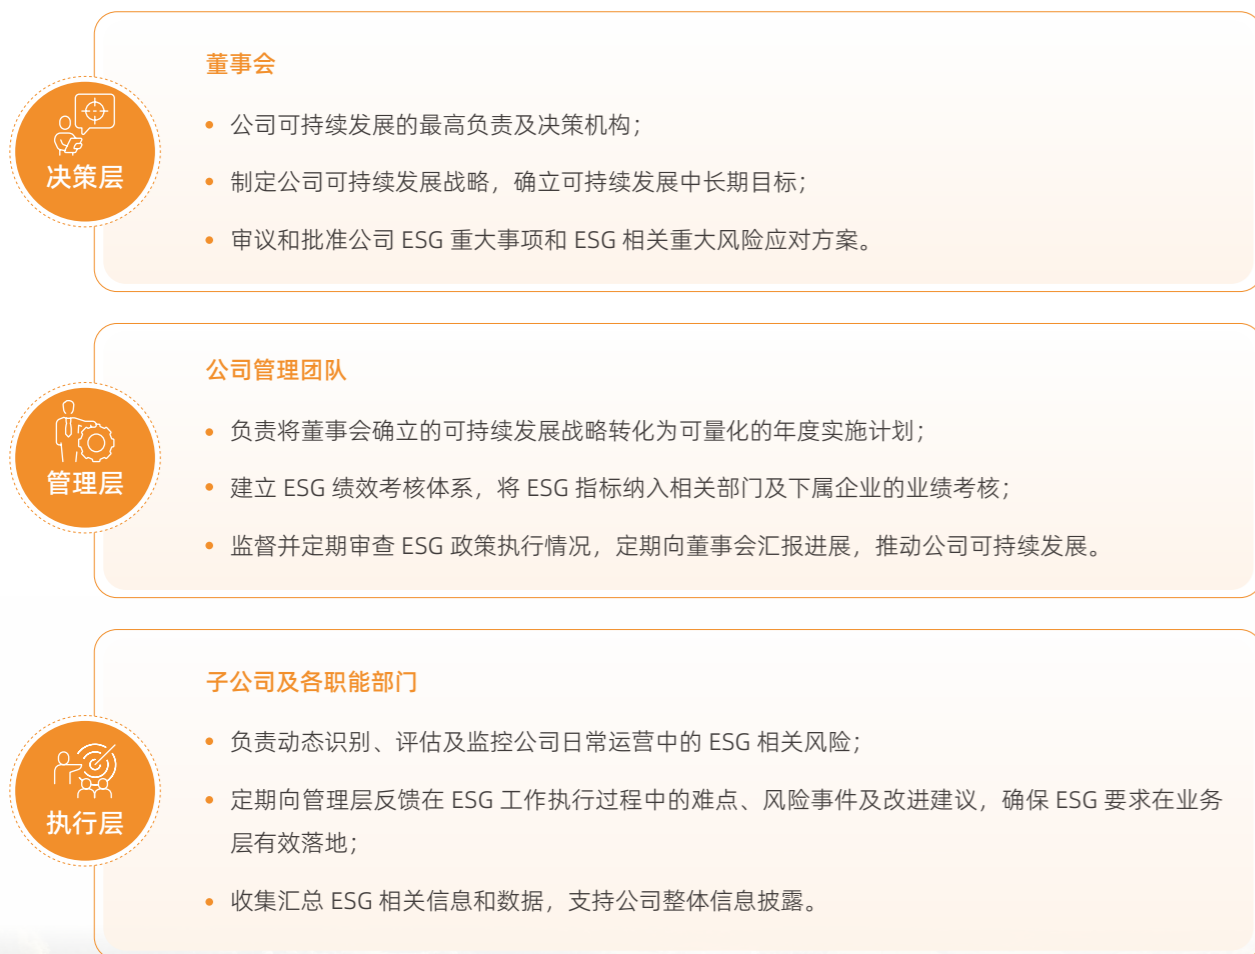 董事会
• 公司可持续发展的最高负责及决策机构；
• 制定公司可持续发展战略，确立可持续发展中长期目标；
• 审议和批准公司 ESG 重大事项和 ESG 相关重大风险应对方案。
决策层
公司管理团队
• 负责将董事会确立的可持续发展战略转化为可量化的年度实施计划；
• 建立 ESG 绩效考核体系，将 ESG 指标纳入相关部门及下属企业的业绩考核；
• 监督并定期审查 ESG 政策执行情况，定期向董事会汇报进展，推动公司可持续发展。
管理层
子公司及各职能部门
• 负责动态识别、评估及监控公司日常运营中的 ESG 相关风险；
• 定期向管理层反馈在 ESG 工作执行过程中的难点、风险事件及改进建议，确保 ESG 要求在业务
层有效落地；
• 收集汇总 ESG 相关信息和数据，支持公司整体信息披露。
执行层